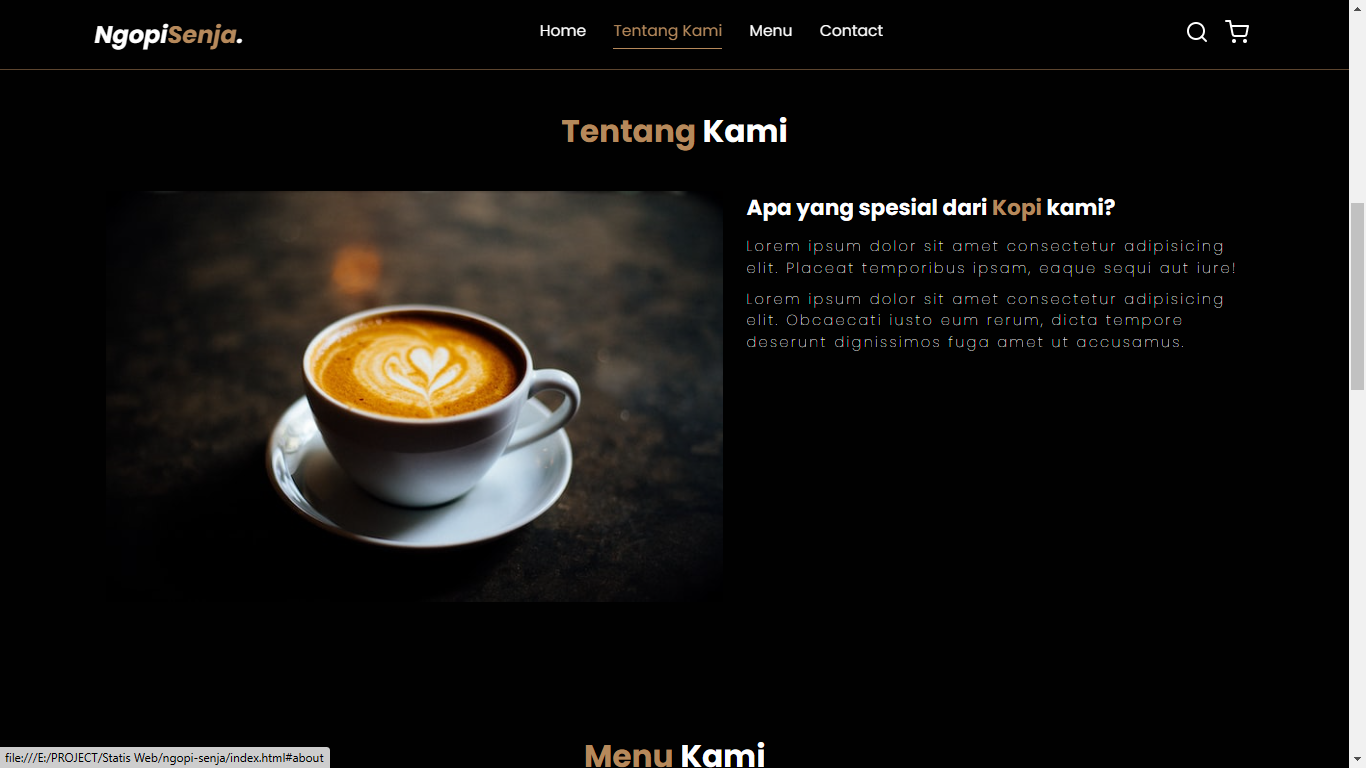 NgopiSenja.
Home Tentang Kami Menu Contact
Tentang Kami
Apa yang spesial dari Kopi kami?
Lorem ipsum dolor sit amet consectetur adipisicing
elit. Placeat temporibus ipsam, eaque sequi aut iure!
Lorem ipsum dolor sit amet consectetur adipisicing
elit. Obcaecati iusto eum rerum, dicta tempore
deserunt dignissimos fuga amet ut accusamus.
Menu Kami
file:///E:/PROJECT/Statis Web/ngopi-senja/index.html#about